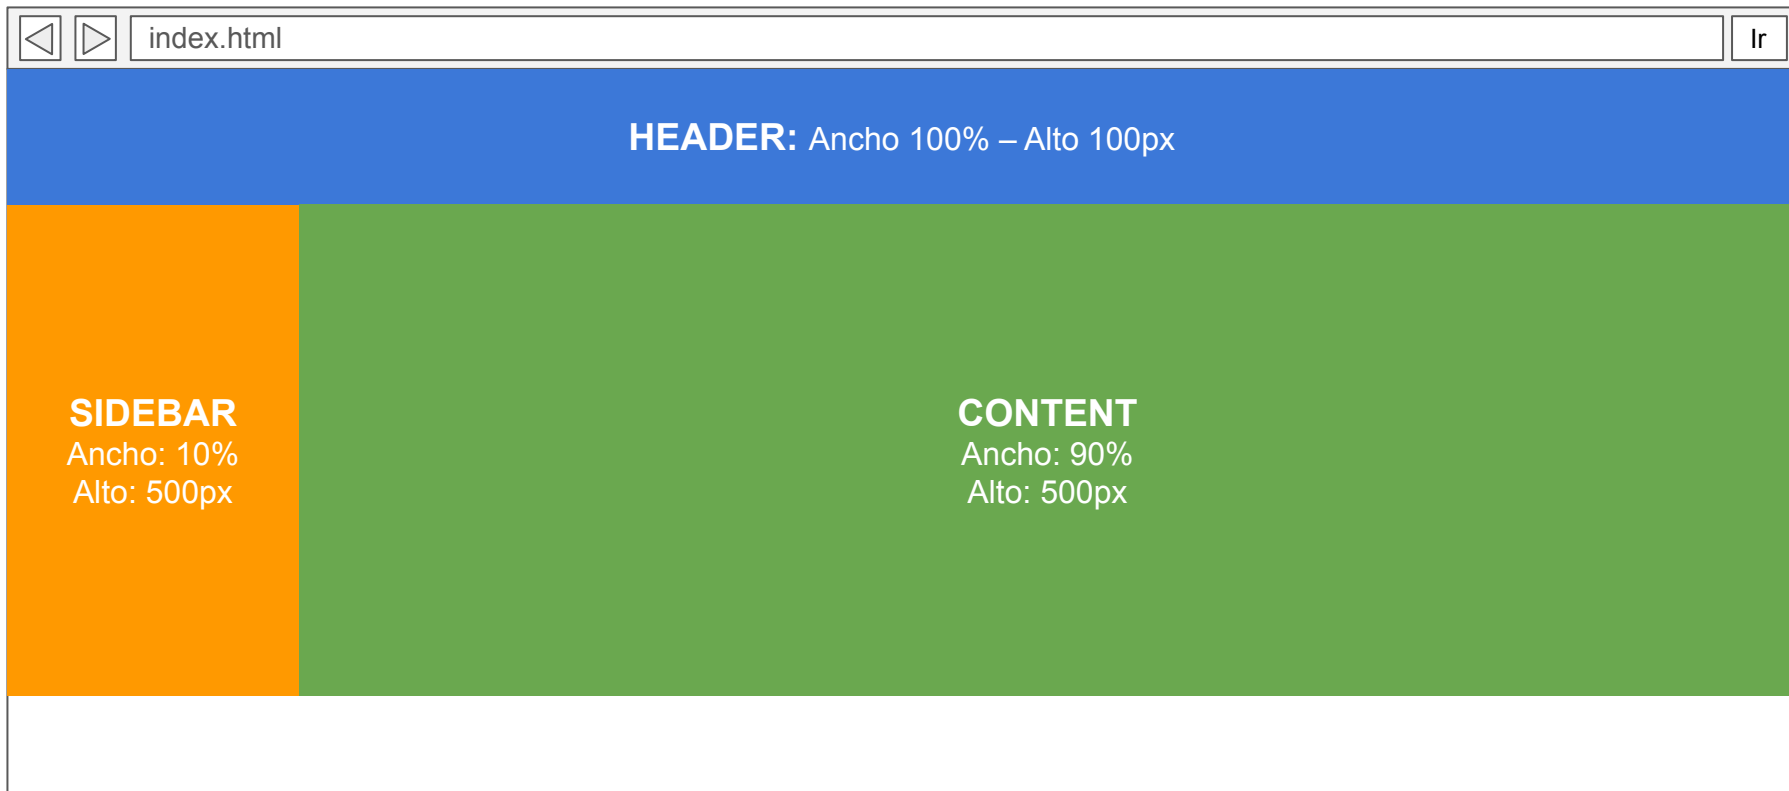 index.html
Ir
HEADER: Ancho 100% – Alto 100px
SIDEBAR
Ancho: 10%
Alto: 500px
CONTENT
Ancho: 90%
Alto: 500px